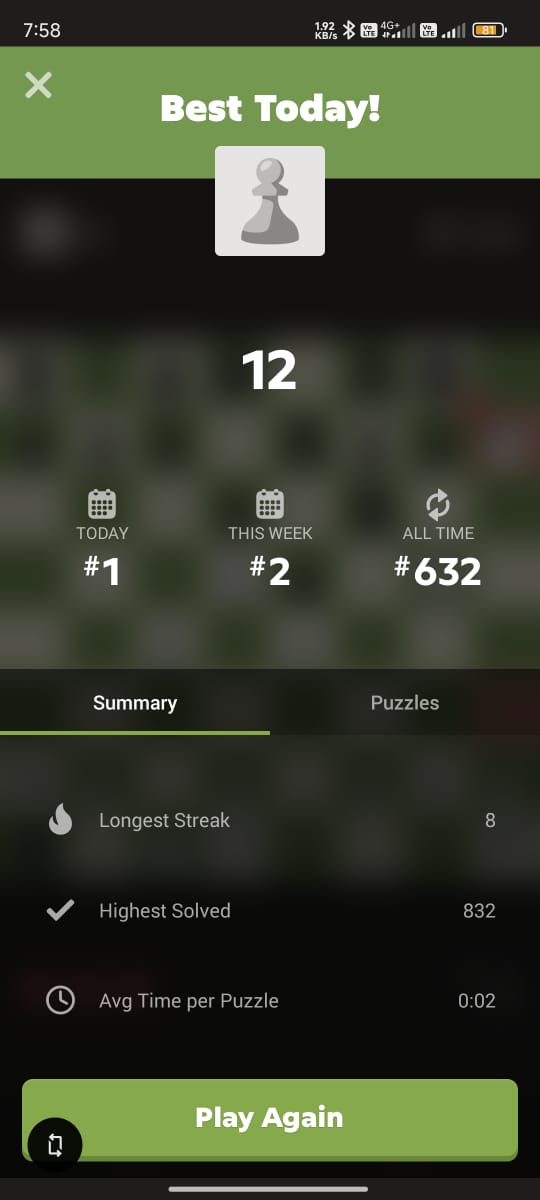 7:58
1.92 KB/s Vo LTE 4G+ Vo LTE 81
Best Today!
12
TODAY THIS WEEK ALL TIME
#1 #2 #632
Summary Puzzles
Longest Streak 8
Highest Solved 832
Avg Time per Puzzle 0:02
Play Again